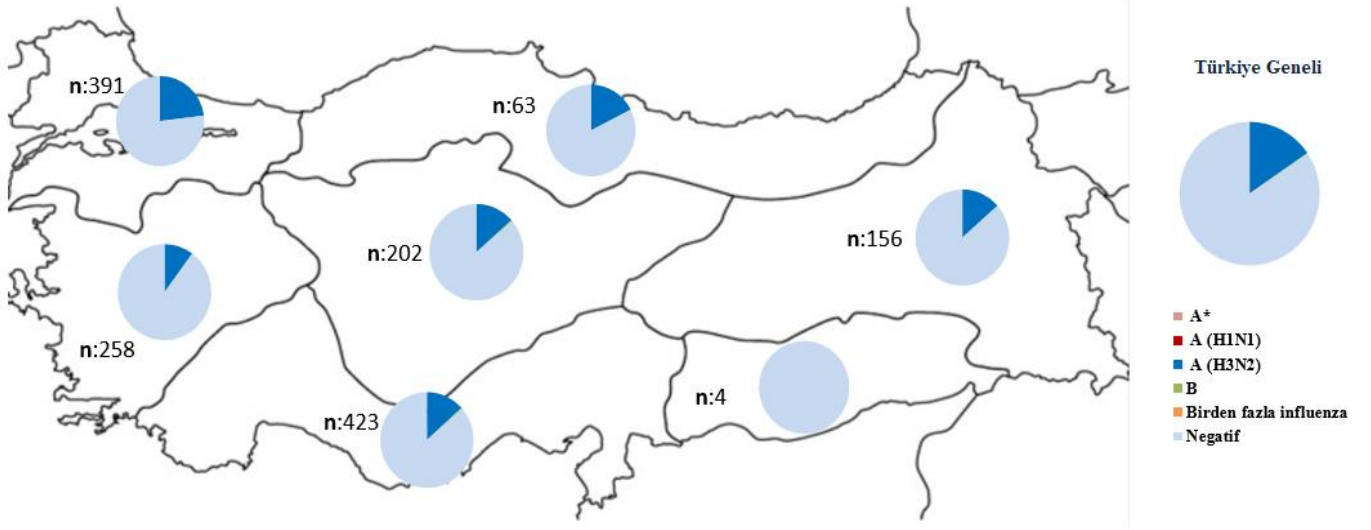 n:391
n:63
n:202
n:156
n:258
n:423
n:4
Türkiye Geneli
A*
A (H1N1)
A (H3N2)
B
Birden fazla influenza
Negatif